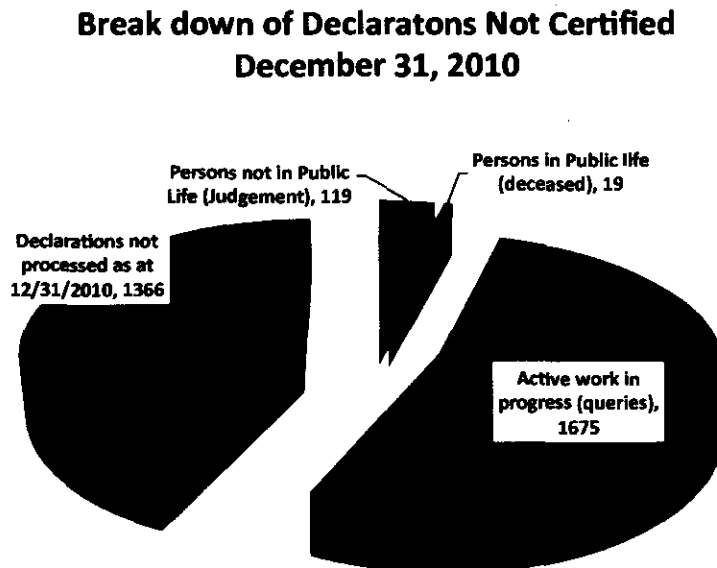 Break down of Declaratons Not Certified
December 31, 2010
Persons not in Public
Life (Judgement), 119
Persons in Public life
(deceased), 19
Declarations not
processed as at
12/31/2010, 1366
Active work in
progress (queries),
1675